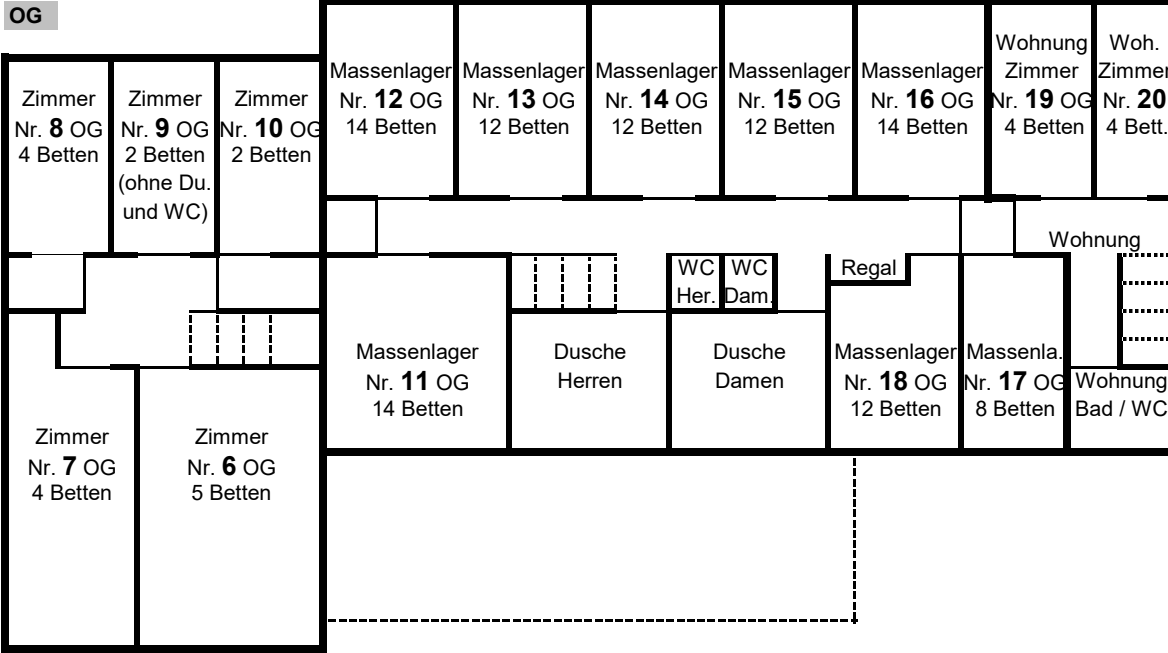 OG
Zimmer
Nr. 8 OG
4 Betten
Zimmer
Nr. 9 OG
2 Betten
(ohne Du.
und WC)
Zimmer
Nr. 10 OG
2 Betten
Massenlager
Nr. 12 OG
14 Betten
Massenlager
Nr. 13 OG
12 Betten
Massenlager
Nr. 14 OG
12 Betten
Massenlager
Nr. 15 OG
12 Betten
Massenlager
Nr. 16 OG
14 Betten
Wohnung
Zimmer
Nr. 19 OG
4 Betten
Woh.
Zimmer
Nr. 20
4 Bett.
Wohnung
WC
Her.
WC
Dam.
Regal
Massenlager
Nr. 11 OG
14 Betten
Dusche
Herren
Dusche
Damen
Massenlager
Nr. 18 OG
12 Betten
Massenla.
Nr. 17 OG
8 Betten
Wohnung
Bad / WC
Zimmer
Nr. 7 OG
4 Betten
Zimmer
Nr. 6 OG
5 Betten